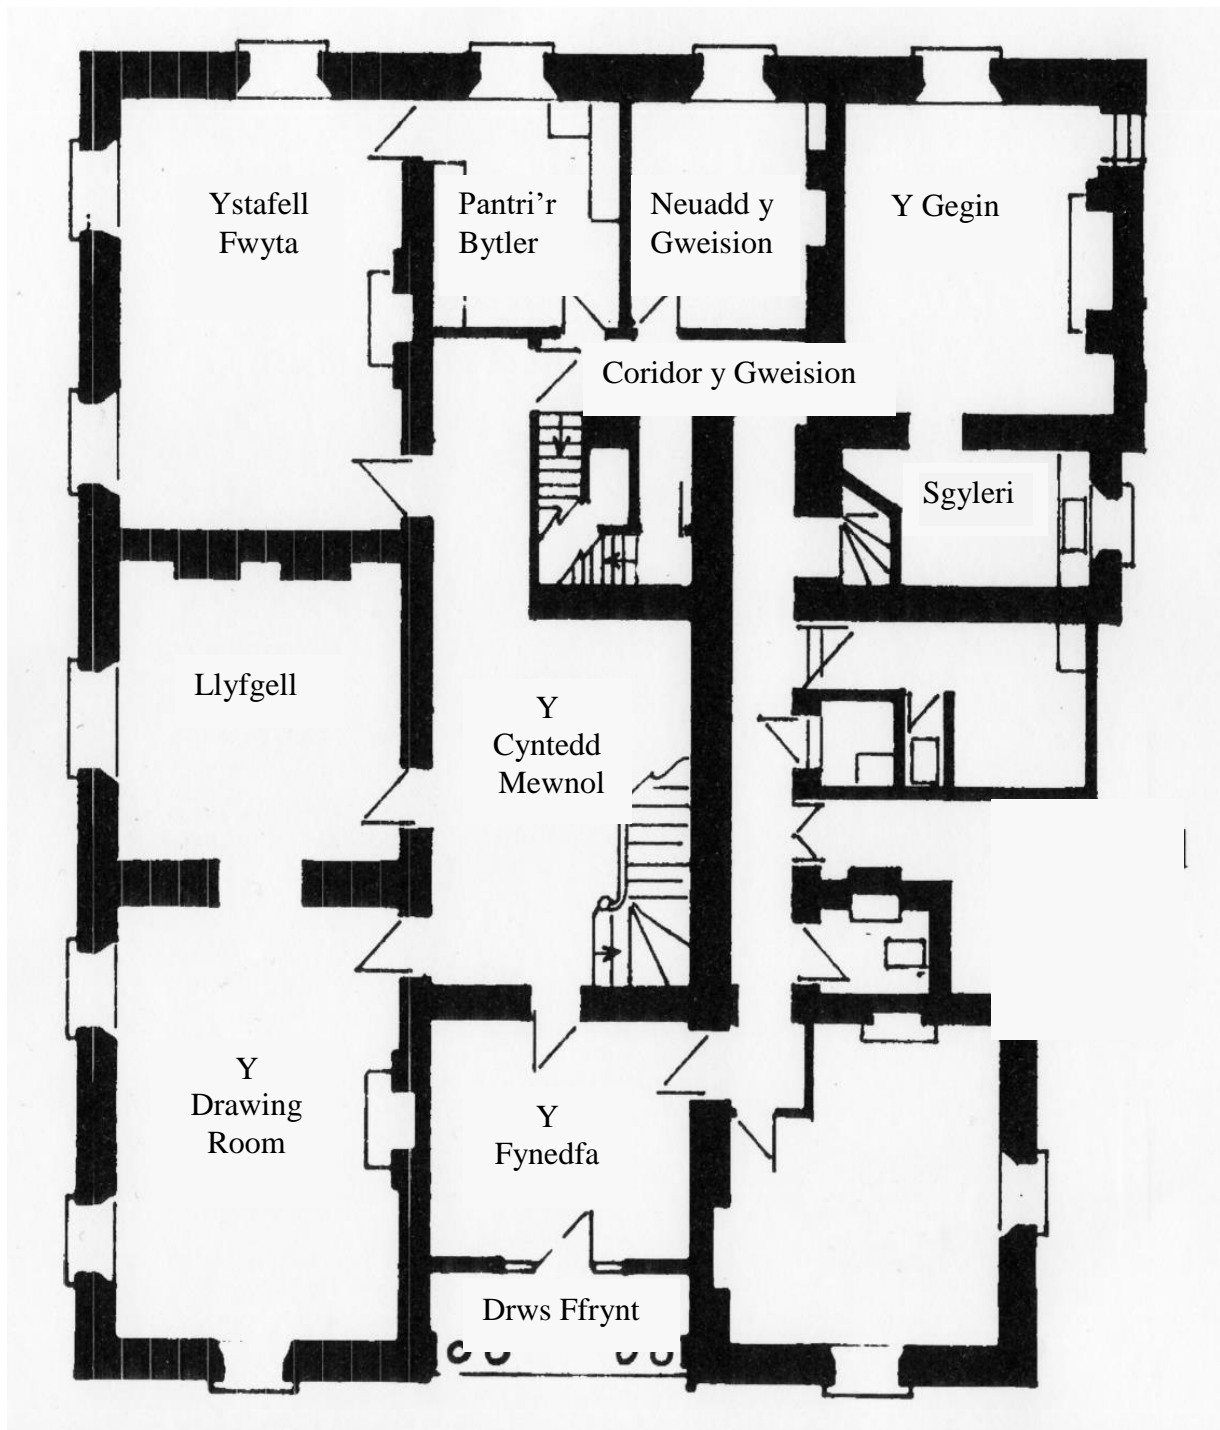 Ystafell
Fwyta
Pantri’r
Bytler
Neuadd y
Gweision
Y Gegin
Coridor y Gweision
Sgyleri
Llyfgell
Y
Cyntedd
Mewnol
Y
Drawing
Room
Y
Fynedfa
Drws Ffrynt